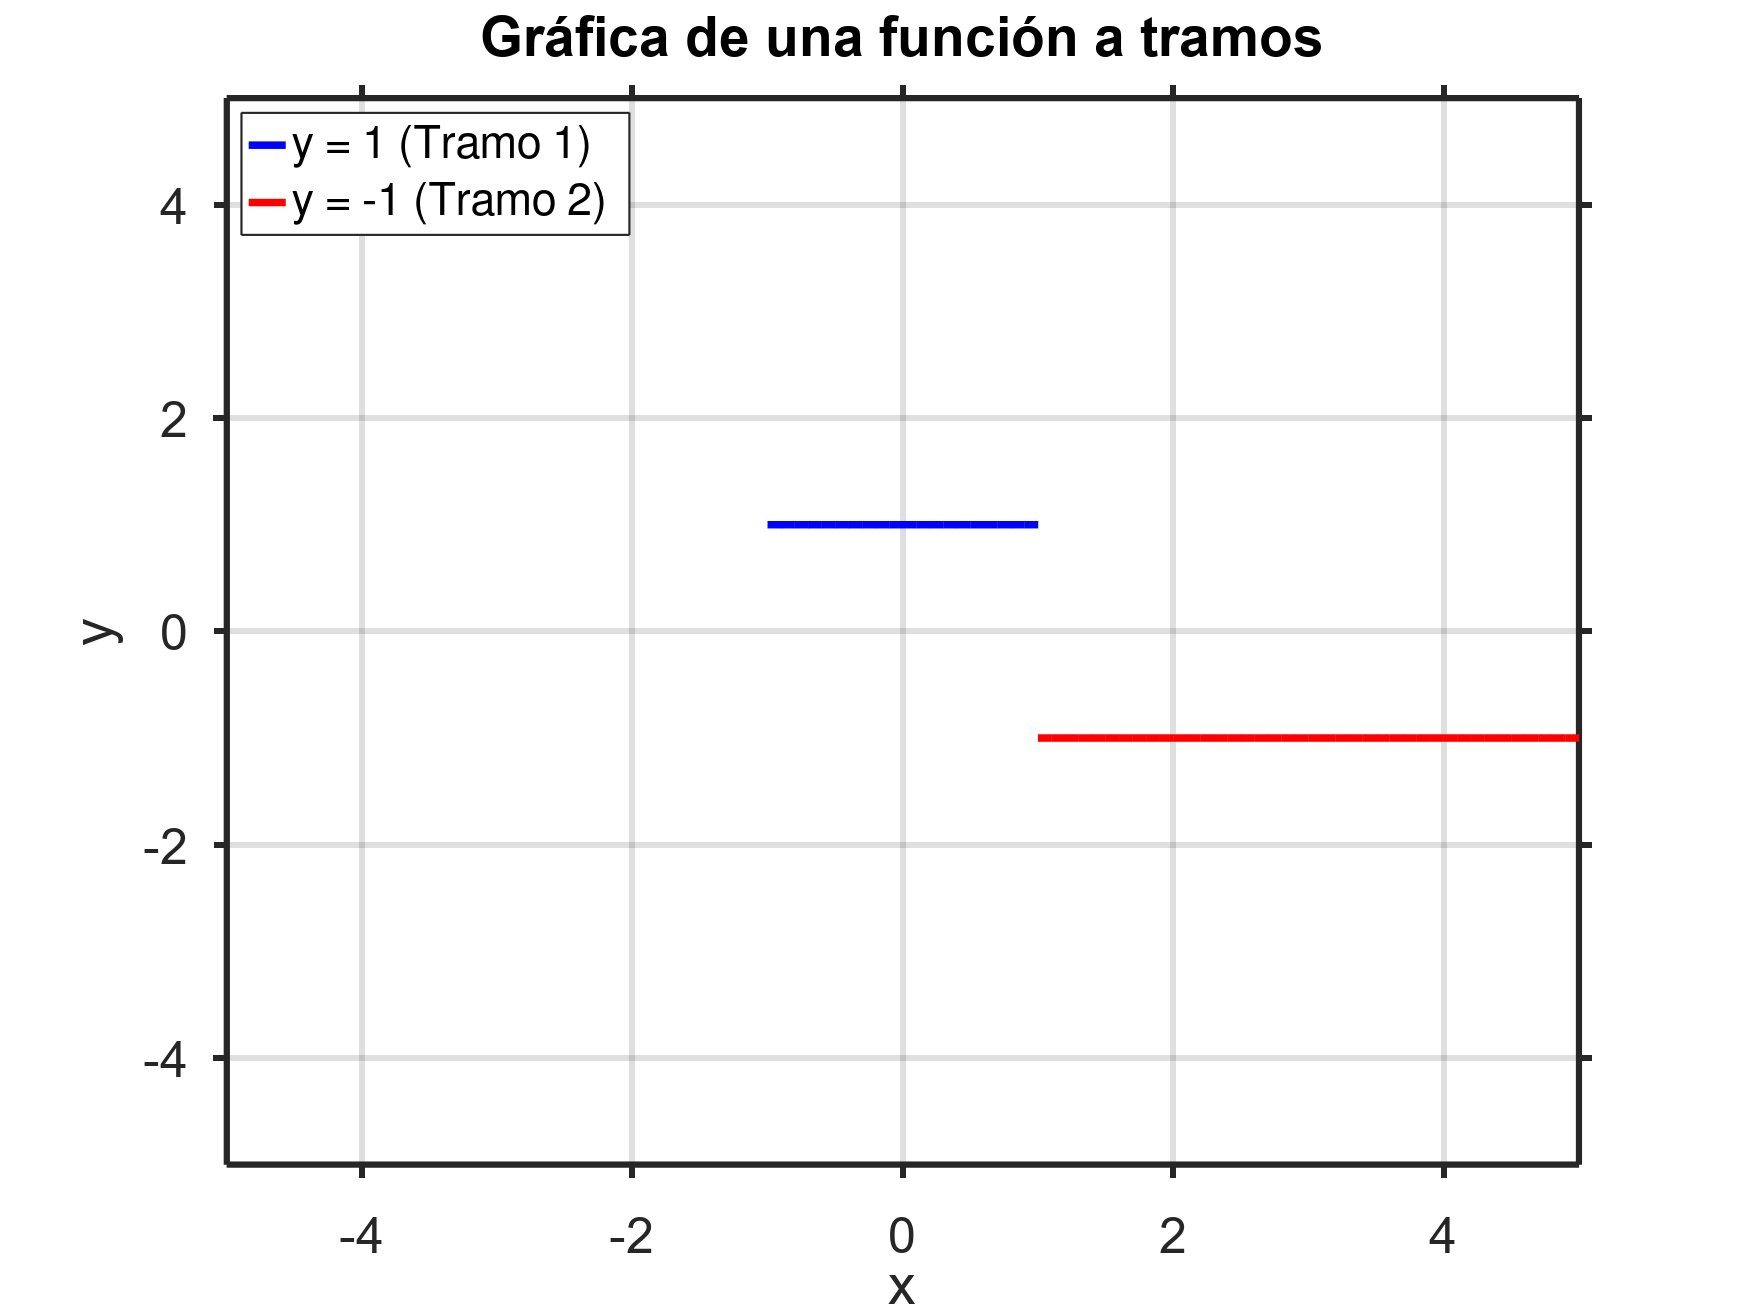 Gráfica de una función a tramos
y = 1 (Tramo 1)
y = -1 (Tramo 2)
4
2
0
-2
-4
y
-4 -2 0 2 4
x